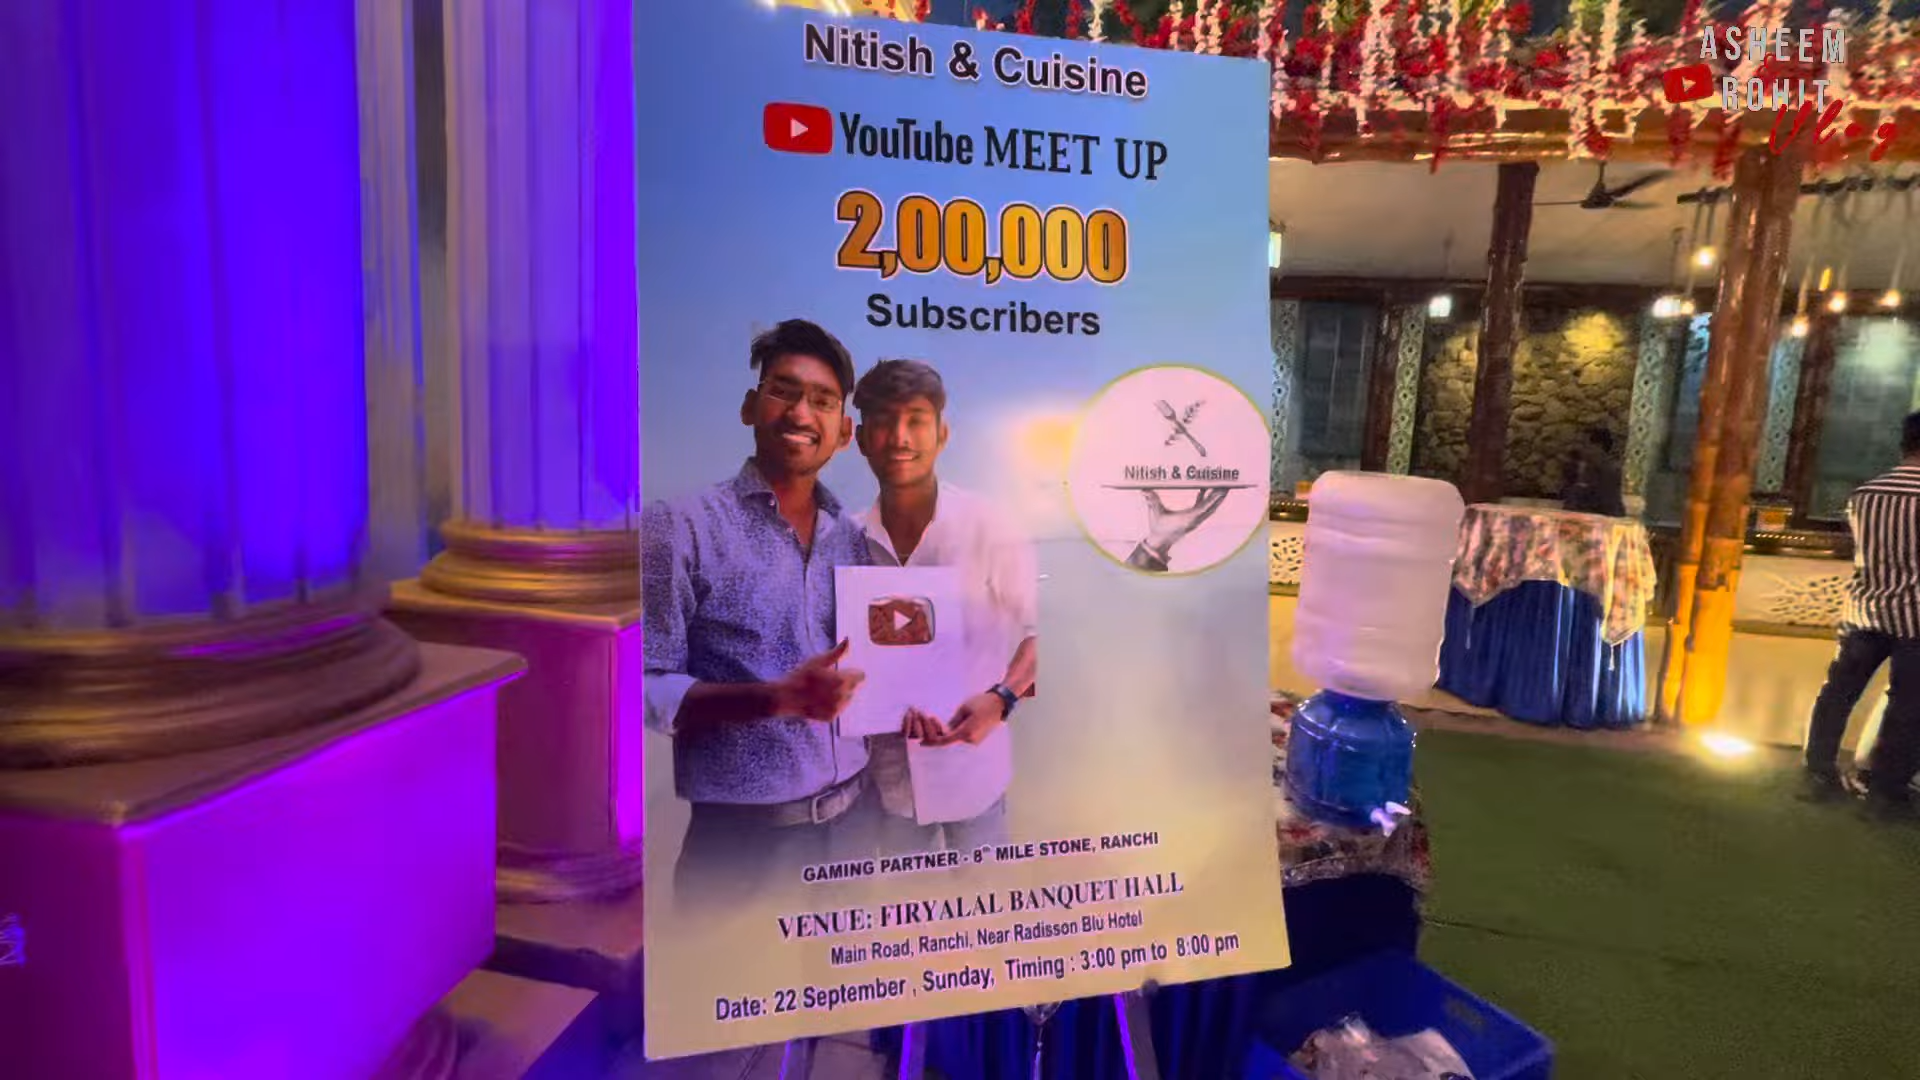 Nitish & Cuisine
YouTube MEET UP
2,00,000
Subscribers
Nitish & Cuisine
GAMING PARTNER - 8th MILE STONE, RANCHI
VENUE: FIRYALAL BANQUET HALL
Main Road, Ranchi, Near Radisson Blu Hotel
Date: 22 September , Sunday, Timing : 3:00 pm to 8:00 pm
ASHEEM
ROHIT
Vlog